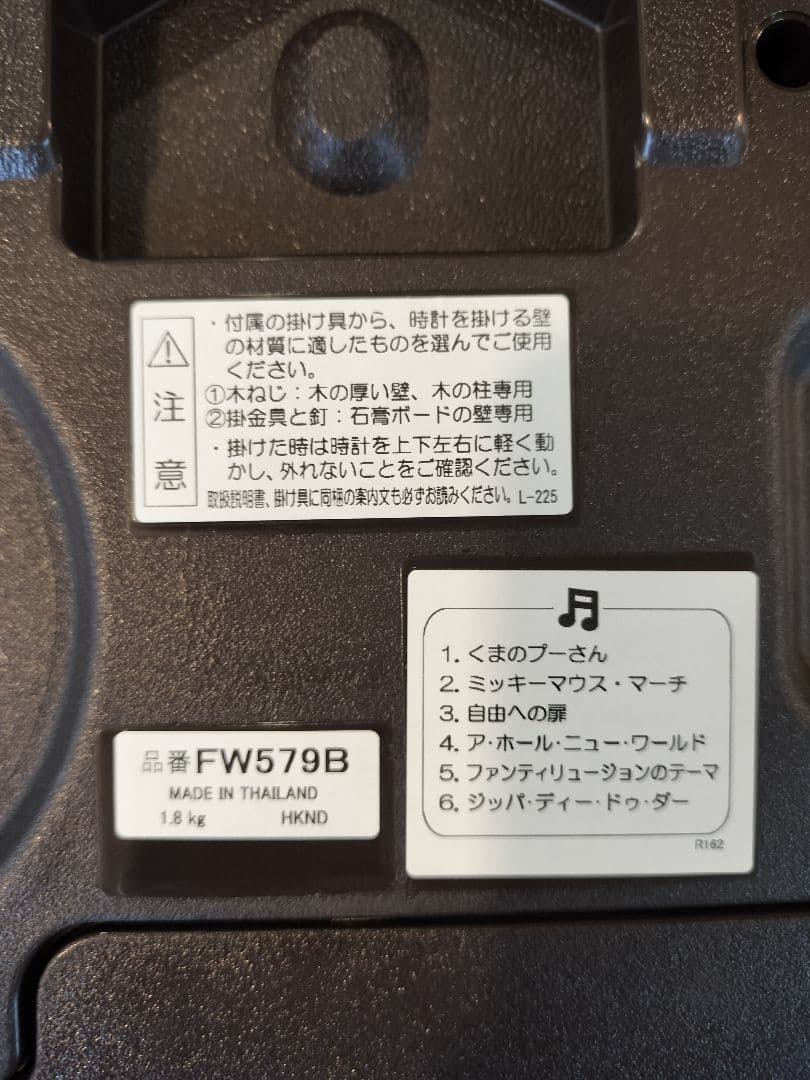 注意
・付属の掛け具から、時計を掛ける壁
の材質に適したものを選んでご使用
ください。
①木ねじ：木の厚い壁、木の柱専用
②掛金具と釘：石膏ボードの壁専用
・掛けた時は時計を上下左右に軽く動
かし、外れないことをご確認ください。
取扱説明書、掛け具に同梱の案内文も必ずお読みください。L-225
1. くまのプーさん
2. ミッキーマウス・マーチ
3. 自由への扉
4. ア・ホール・ニュー・ワールド
5. ファンティリュージョンのテーマ
6. ジッパ・ディー・ドゥ・ダー
R162
品番 FW579B
MADE IN THAILAND
1.8 kg HKND